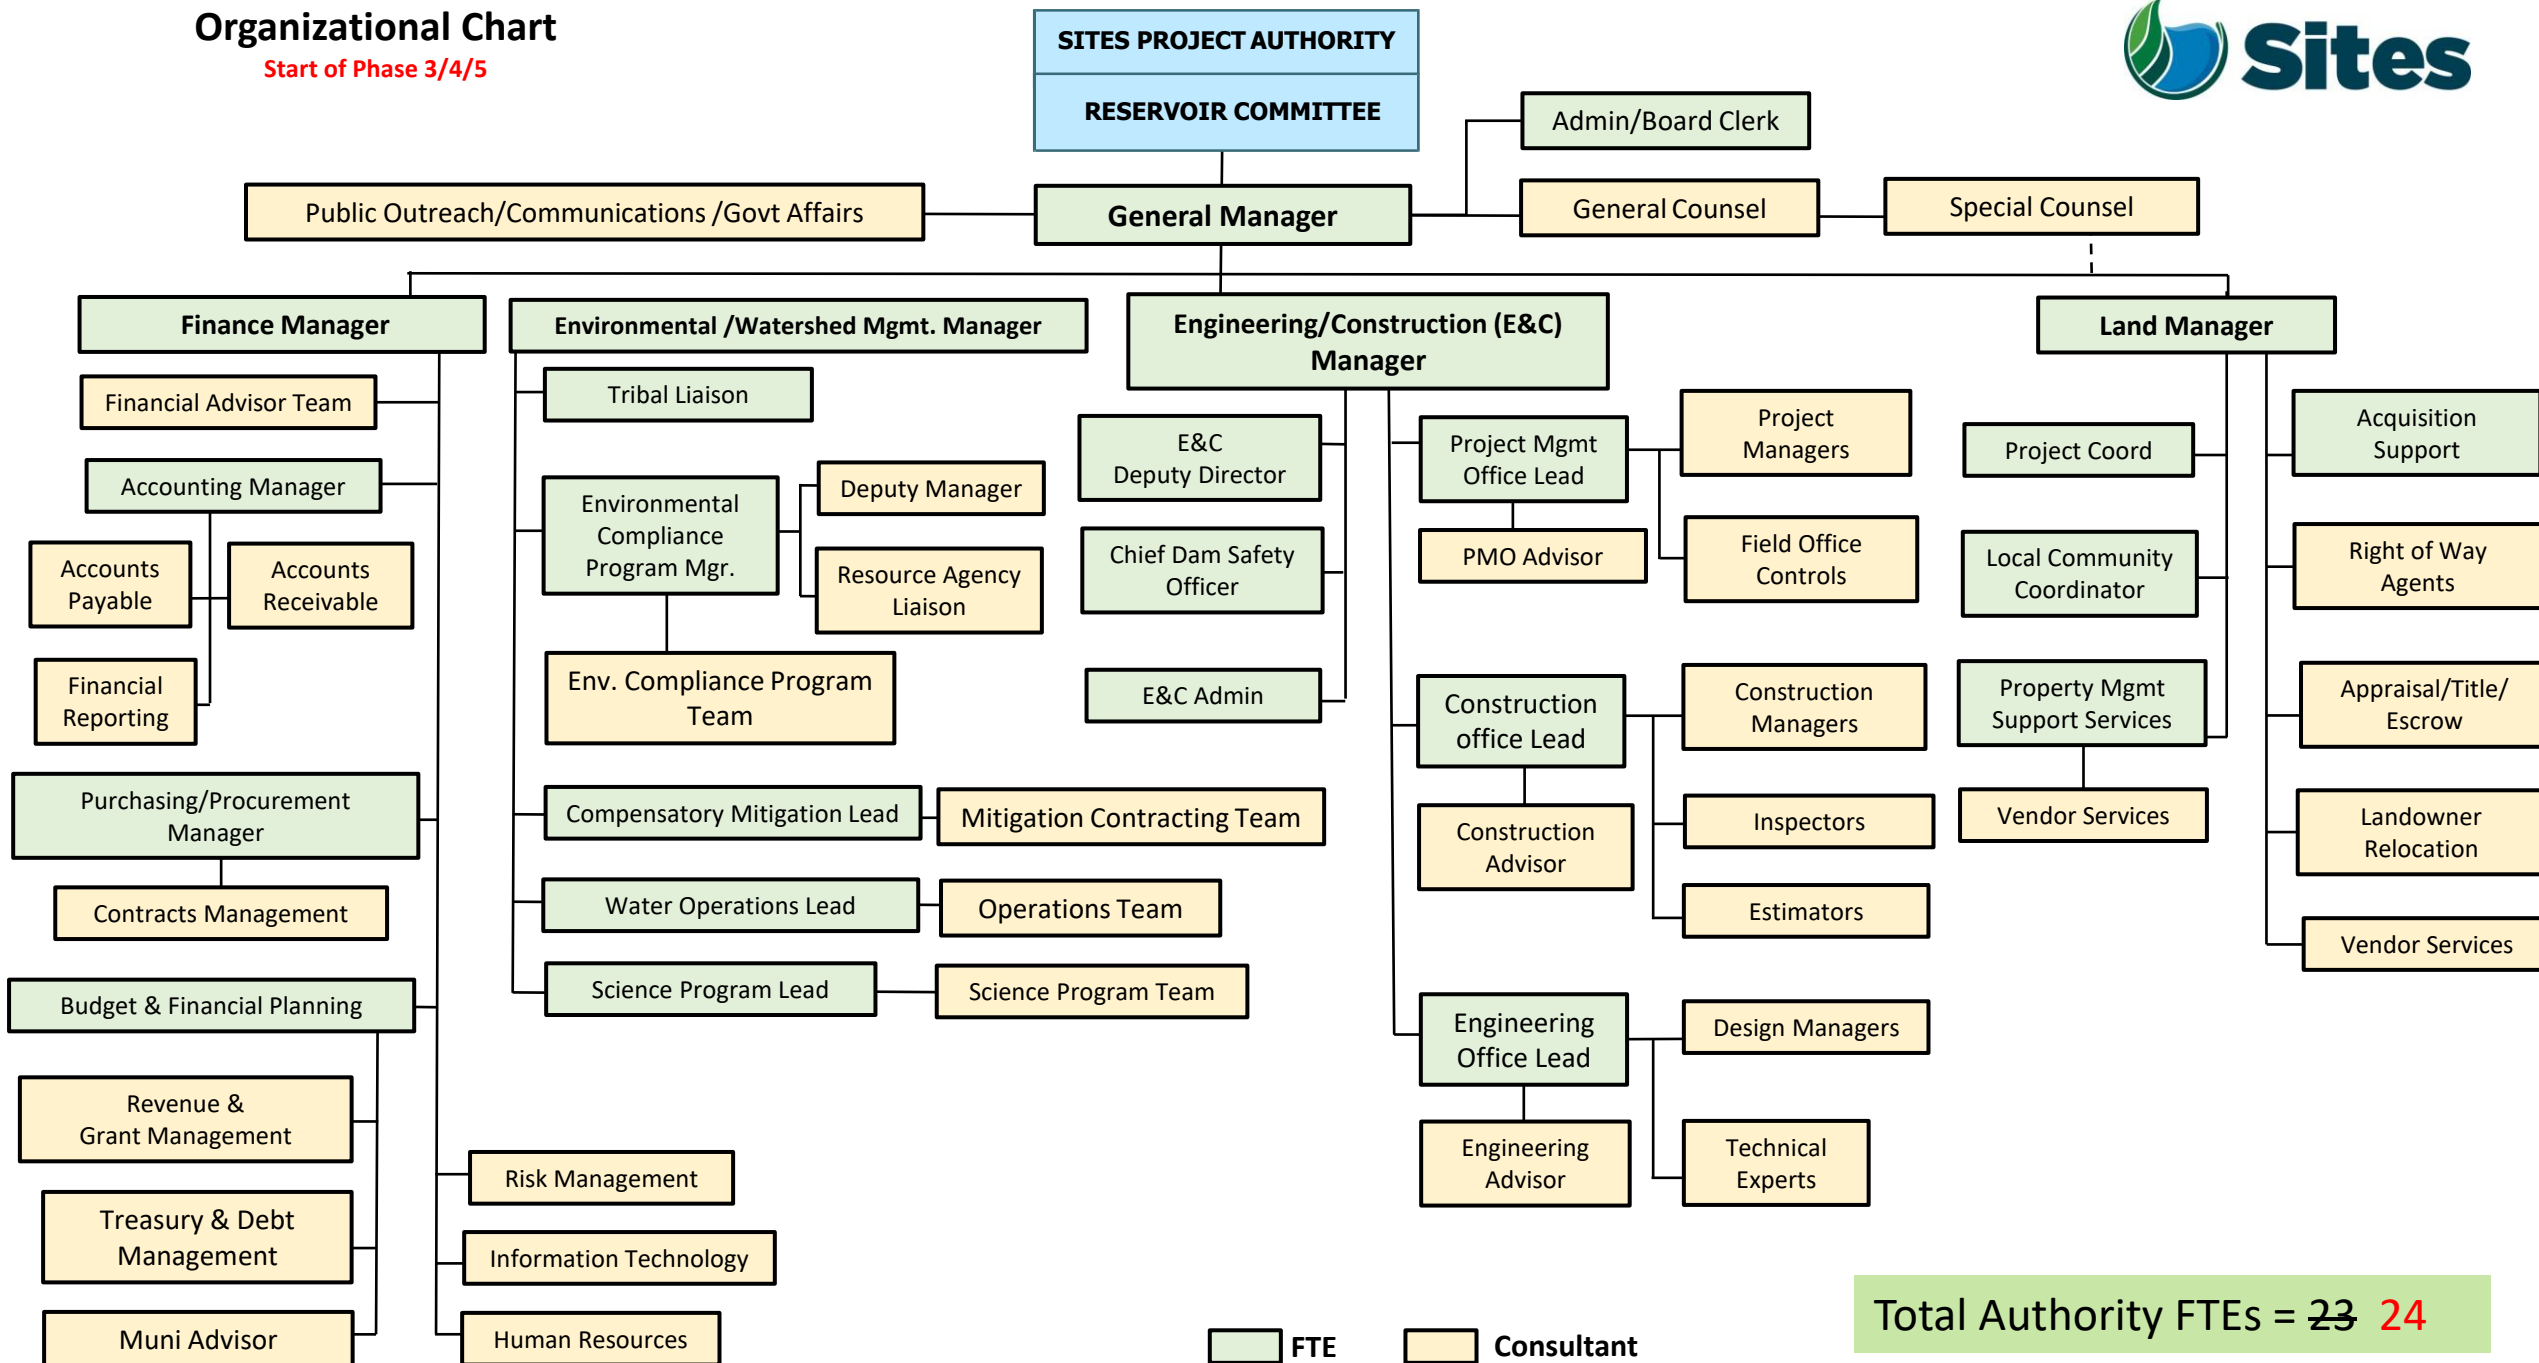 Organizational Chart
Start of Phase 3/4/5
SITES PROJECT AUTHORITY
RESERVOIR COMMITTEE
Sites
Admin/Board Clerk
Public Outreach/Communications /Govt Affairs
General Manager
General Counsel
Special Counsel
Finance Manager
Environmental /Watershed Mgmt. Manager
Engineering/Construction (E&C)
Manager
Land Manager
Financial Advisor Team
Accounting Manager
Accounts
Payable
Accounts
Receivable
Financial
Reporting
Purchasing/Procurement
Manager
Contracts Management
Budget & Financial Planning
Revenue &
Grant Management
Treasury & Debt
Management
Muni Advisor
Risk Management
Information Technology
Human Resources
Tribal Liaison
Environmental
Compliance
Program Mgr.
Deputy Manager
Resource Agency
Liaison
Env. Compliance Program
Team
Compensatory Mitigation Lead
Mitigation Contracting Team
Water Operations Lead
Operations Team
Science Program Lead
Science Program Team
E&C
Deputy Director
Chief Dam Safety
Officer
E&C Admin
Project Mgmt
Office Lead
PMO Advisor
Project
Managers
Field Office
Controls
Construction
office Lead
Construction
Advisor
Construction
Managers
Inspectors
Estimators
Engineering
Office Lead
Engineering
Advisor
Design Managers
Technical
Experts
Project Coord
Local Community
Coordinator
Property Mgmt
Support Services
Vendor Services
Acquisition
Support
Right of Way
Agents
Appraisal/Title/
Escrow
Landowner
Relocation
Vendor Services
FTE
Consultant
Total Authority FTEs = 23 24